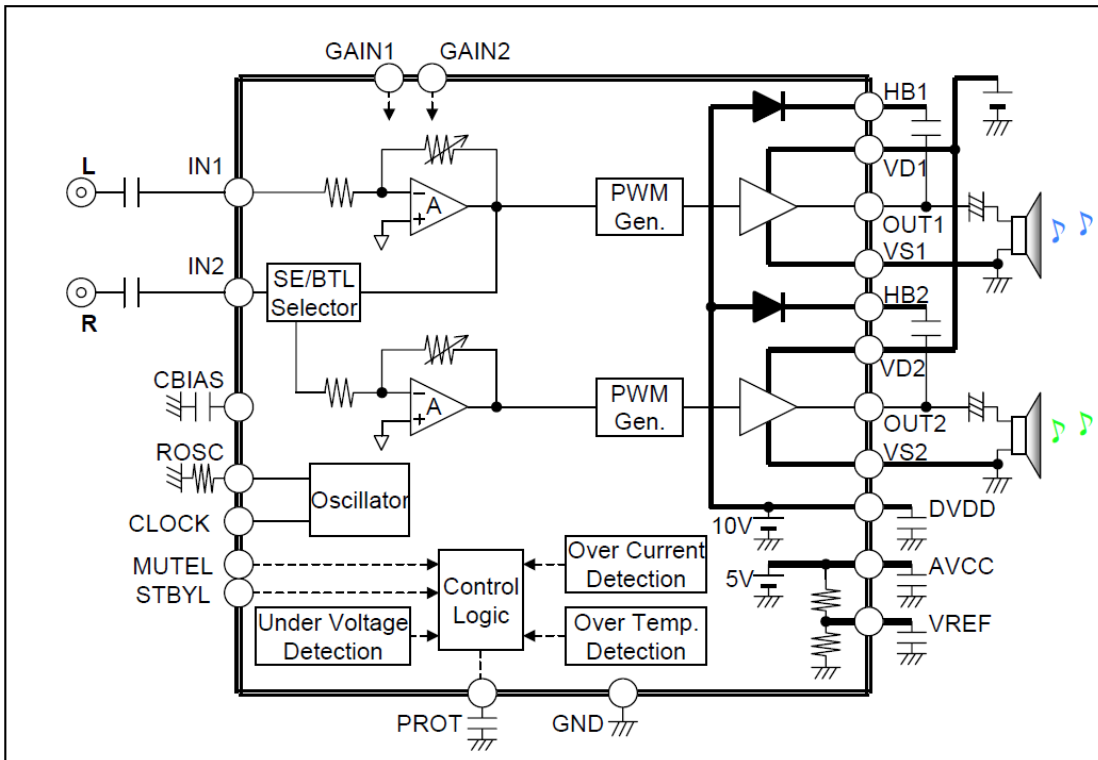 GAIN1
GAIN2
L
IN1
A
PWM
Gen.
HB1
VD1
OUT1
VS1
IN2
R
SE/BTL
Selector
A
PWM
Gen.
HB2
VD2
OUT2
VS2
CBIAS
ROSC
CLOCK
Oscillator
MUTEL
STBYL
Control
Logic
Over Current
Detection
Under Voltage
Detection
Over Temp.
Detection
10V
DVDD
5V
AVCC
VREF
PROT
GND